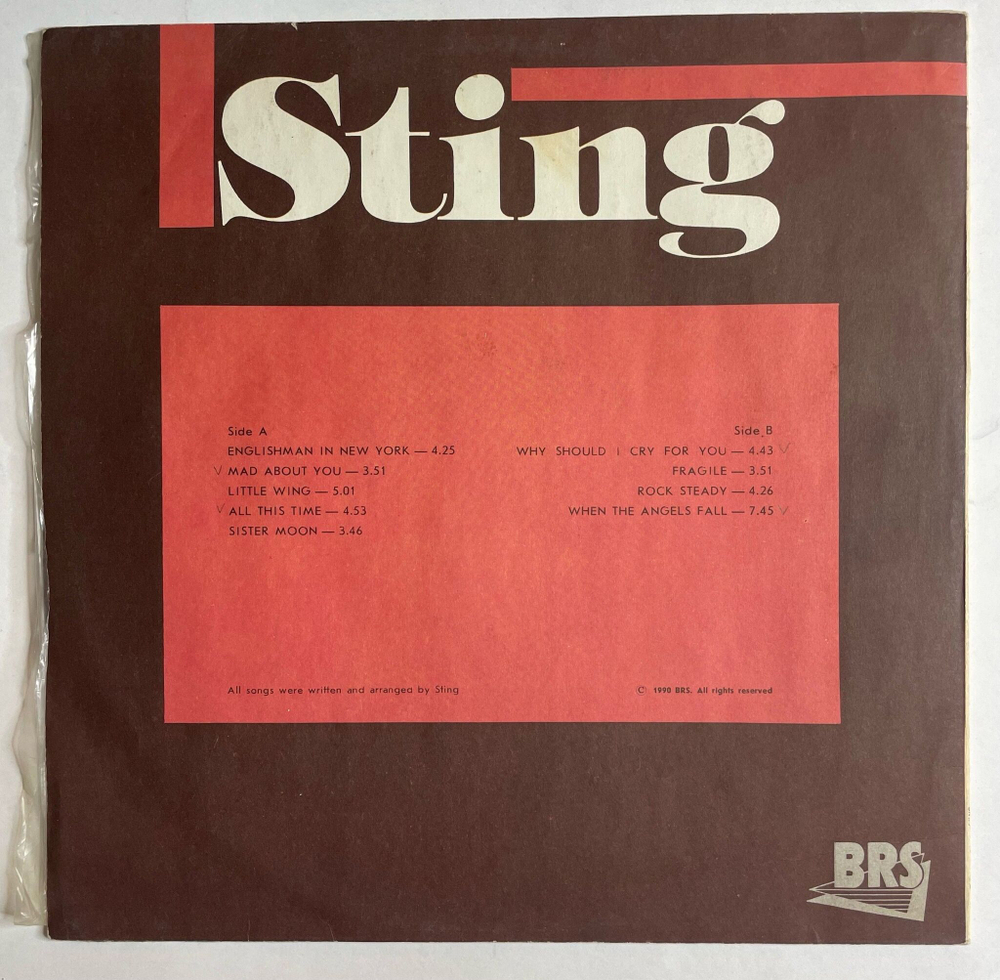 Sting
Side A
ENGLISHMAN IN NEW YORK — 4.25
✓ MAD ABOUT YOU — 3.51
LITTLE WING — 5.01
✓ ALL THIS TIME — 4.53
SISTER MOON — 3.46
Side B
WHY SHOULD I CRY FOR YOU — 4.43 ✓
FRAGILE — 3.51
ROCK STEADY — 4.26
WHEN THE ANGELS FALL — 7.45 ✓
All songs were written and arranged by Sting
© 1990 BRS. All rights reserved
BRS